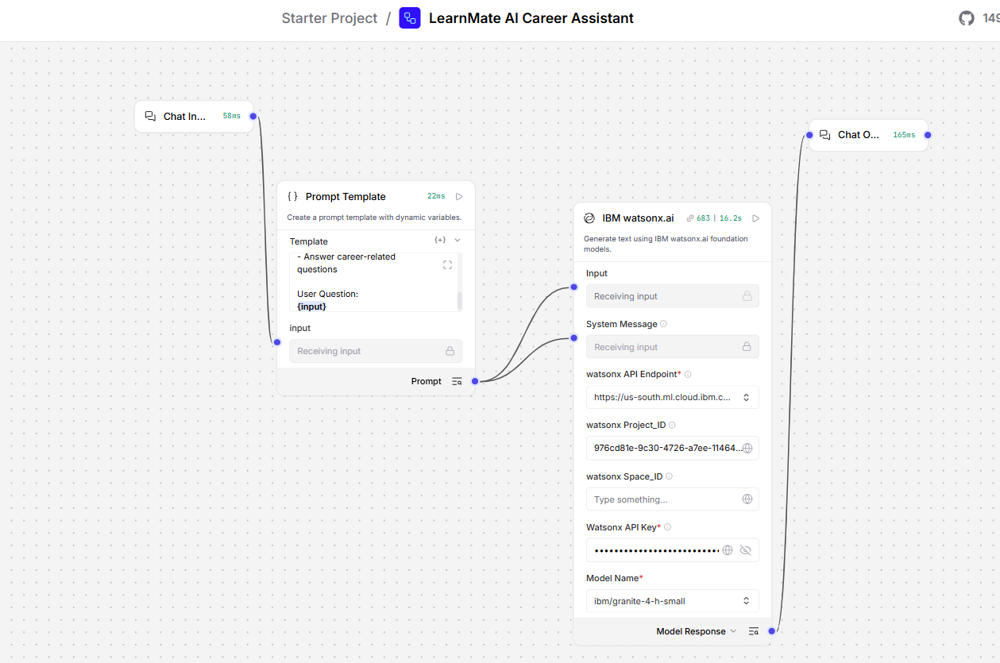 Starter Project / LearnMate AI Career Assistant
149
Chat In... 58ms
Chat O... 165ms
{ } Prompt Template 22ms
Create a prompt template with dynamic variables.
Template {+}
- Answer career-related
questions
User Question:
{input}
input
Receiving input
Prompt
IBM watsonx.ai 683 | 16.2s
Generate text using IBM watsonx.ai foundation
models.
Input
Receiving input
System Message
Receiving input
watsonx API Endpoint*
https://us-south.ml.cloud.ibm.c...
watsonx Project_ID
976cd81e-9c30-4726-a7ee-11464...
watsonx Space_ID
Type something...
Watsonx API Key*
••••••••••••••••••••••••••
Model Name*
ibm/granite-4-h-small
Model Response